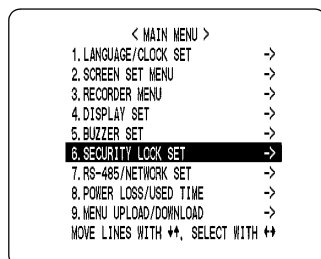 < MAIN MENU >
1. LANGUAGE/CLOCK SET ->
2. SCREEN SET MENU ->
3. RECORDER MENU ->
4. DISPLAY SET ->
5. BUZZER SET ->
6. SECURITY LOCK SET ->
7. RS-485/NETWORK SET ->
8. POWER LOSS/USED TIME ->
9. MENU UPLOAD/DOWNLOAD ->
MOVE LINES WITH ↓↑, SELECT WITH ←→